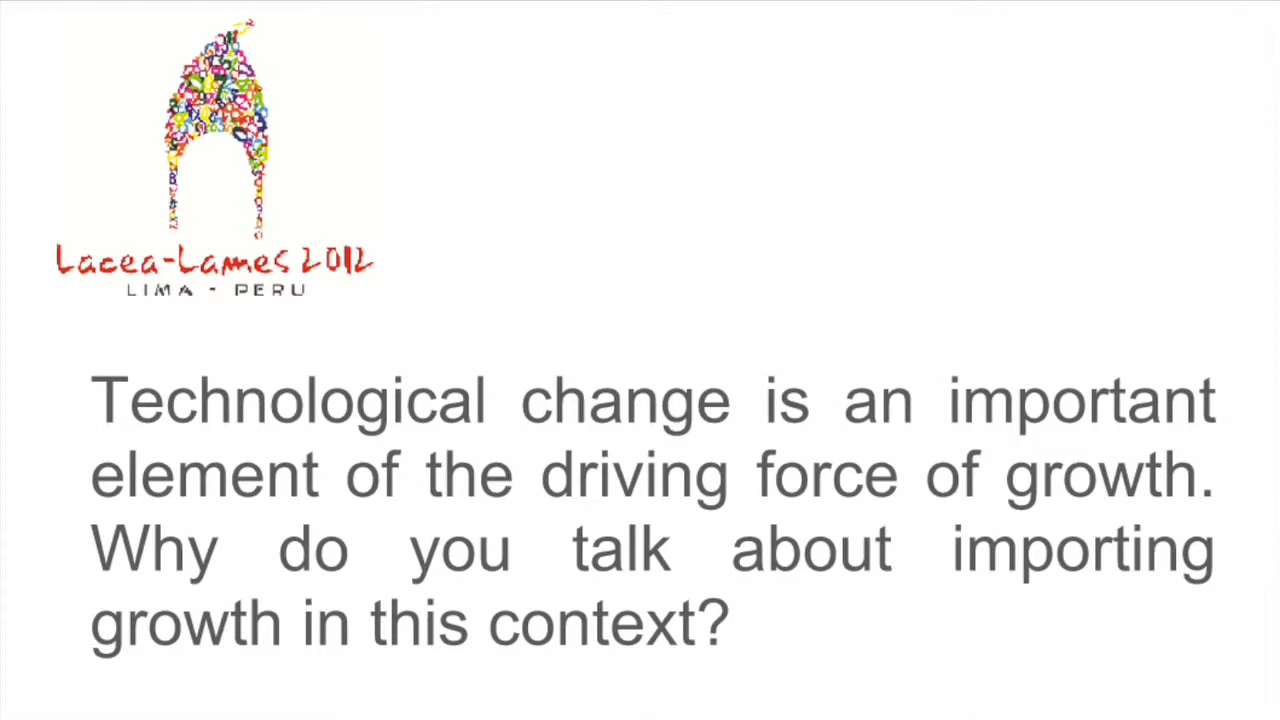 Lacea-Lames 2012
LIMA - PERU
Technological change is an important
element of the driving force of growth.
Why do you talk about importing
growth in this context?